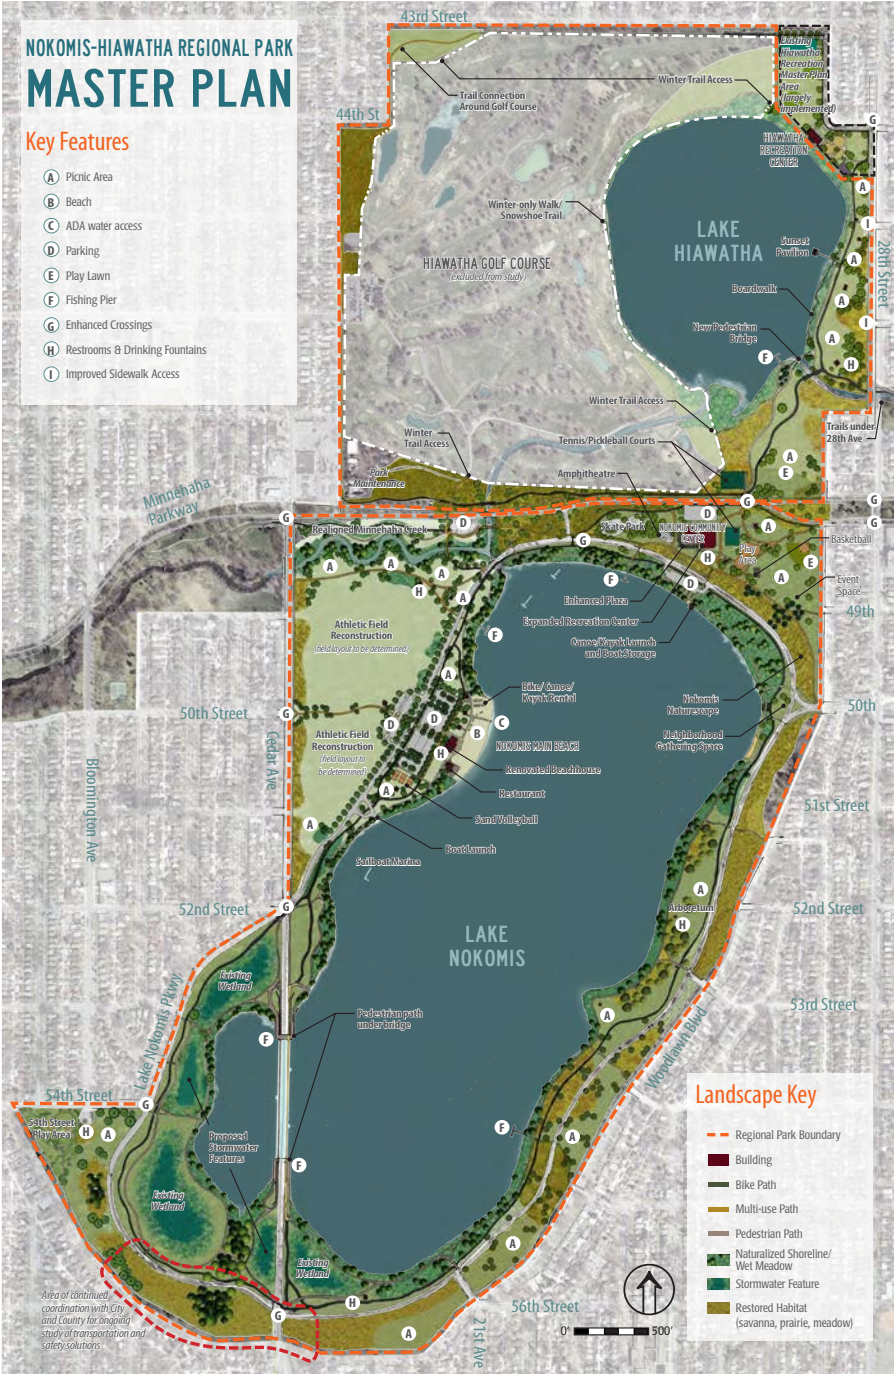 NOKOMIS-HIAWATHA REGIONAL PARK
MASTER PLAN
Key Features
A Picnic Area
B Beach
C ADA water access
D Parking
E Play Lawn
F Fishing Pier
G Enhanced Crossings
H Restrooms & Drinking Fountains
I Improved Sidewalk Access
43rd Street
44th St
Existing
Hiawatha
Recreation
Master Plan
Area
(largely
implemented)
Winter Trail Access
Trail Connection
Around Golf Course
G
HIAWATHA
RECREATION
CENTER
A
Winter-only Walk/
Snowshoe Trail
LAKE
HIAWATHA
I
28th Street
Sunset
Pavilion
A
HIAWATHA GOLF COURSE
(excluded from study)
Boardwalk
A
New Pedestrian
Bridge
I
A
F
H
Winter Trail Access
Trails under
28th Ave
Winter
Trail Access
Tennis/Pickleball Courts
A
E
Park
Maintenance
Amphitheatre
Minnehaha
Parkway
G
G
G
G
D
D
Realigned Minnehaha Creek
Skate Park
NOKOMIS COMMUNITY
CENTER
A
G
Basketball
Play
Area
H
E
A
A
A
A
H
F
D
A
Event
Space
Enhanced Plaza
A
49th
Expanded Recreation Center
Athletic Field
Reconstruction
(field layout to be determined)
F
Canoe/Kayak Launch
and Boat Storage
A
Bike/Canoe/
Kayak Rental
Nokomis
Naturescape
50th Street
G
D
D
C
B
50th
Athletic Field
Reconstruction
(field layout to
be determined)
NOKOMIS MAIN BEACH
Neighborhood
Gathering Space
H
Cedar Ave
Bloomington Ave
Renovated Beachhouse
Restaurant
A
Sand Volleyball
51st Street
A
Boat Launch
Sailboat Marina
A
52nd Street
G
Arboretum
52nd Street
H
LAKE
NOKOMIS
Existing
Wetland
53rd Street
Lake Nokomis Pkwy
Pedestrian path
under bridge
A
F
Woodlawn Blvd
54th Street
G
54th Street
Play Area
H
A
F
A
Proposed
Stormwater
Features
F
Existing
Wetland
A
Existing
Wetland
Area of continued
coordination with City
and County for ongoing
study of transportation and
safety solutions
H
G
A
56th Street
21st Ave
0'
500'
Landscape Key
Regional Park Boundary
Building
Bike Path
Multi-use Path
Pedestrian Path
Naturalized Shoreline/
Wet Meadow
Stormwater Feature
Restored Habitat
(savanna, prairie, meadow)